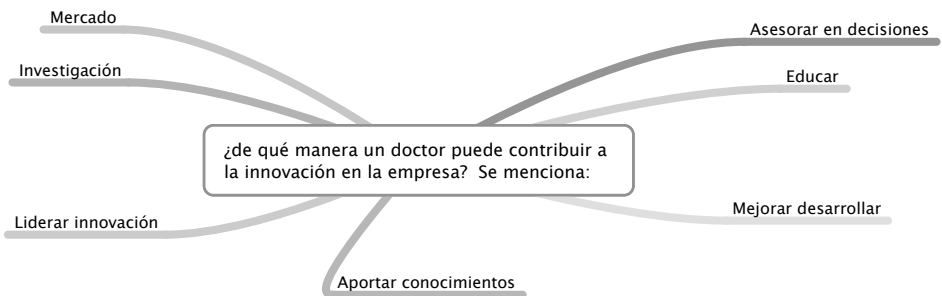 Mercado
Asesorar en decisiones
Investigación
Educar
¿de qué manera un doctor puede contribuir a
la innovación en la empresa? Se menciona:
Liderar innovación
Mejorar desarrollar
Aportar conocimientos